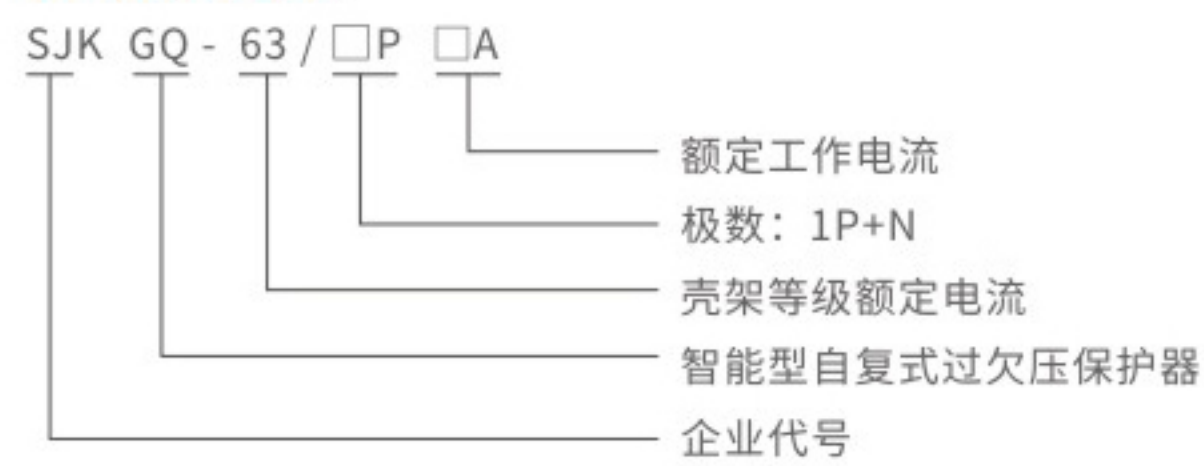 SJK GQ - 63 / □P □A
额定工作电流
极数：1P+N
壳架等级额定电流
智能型自复式过欠压保护器
企业代号